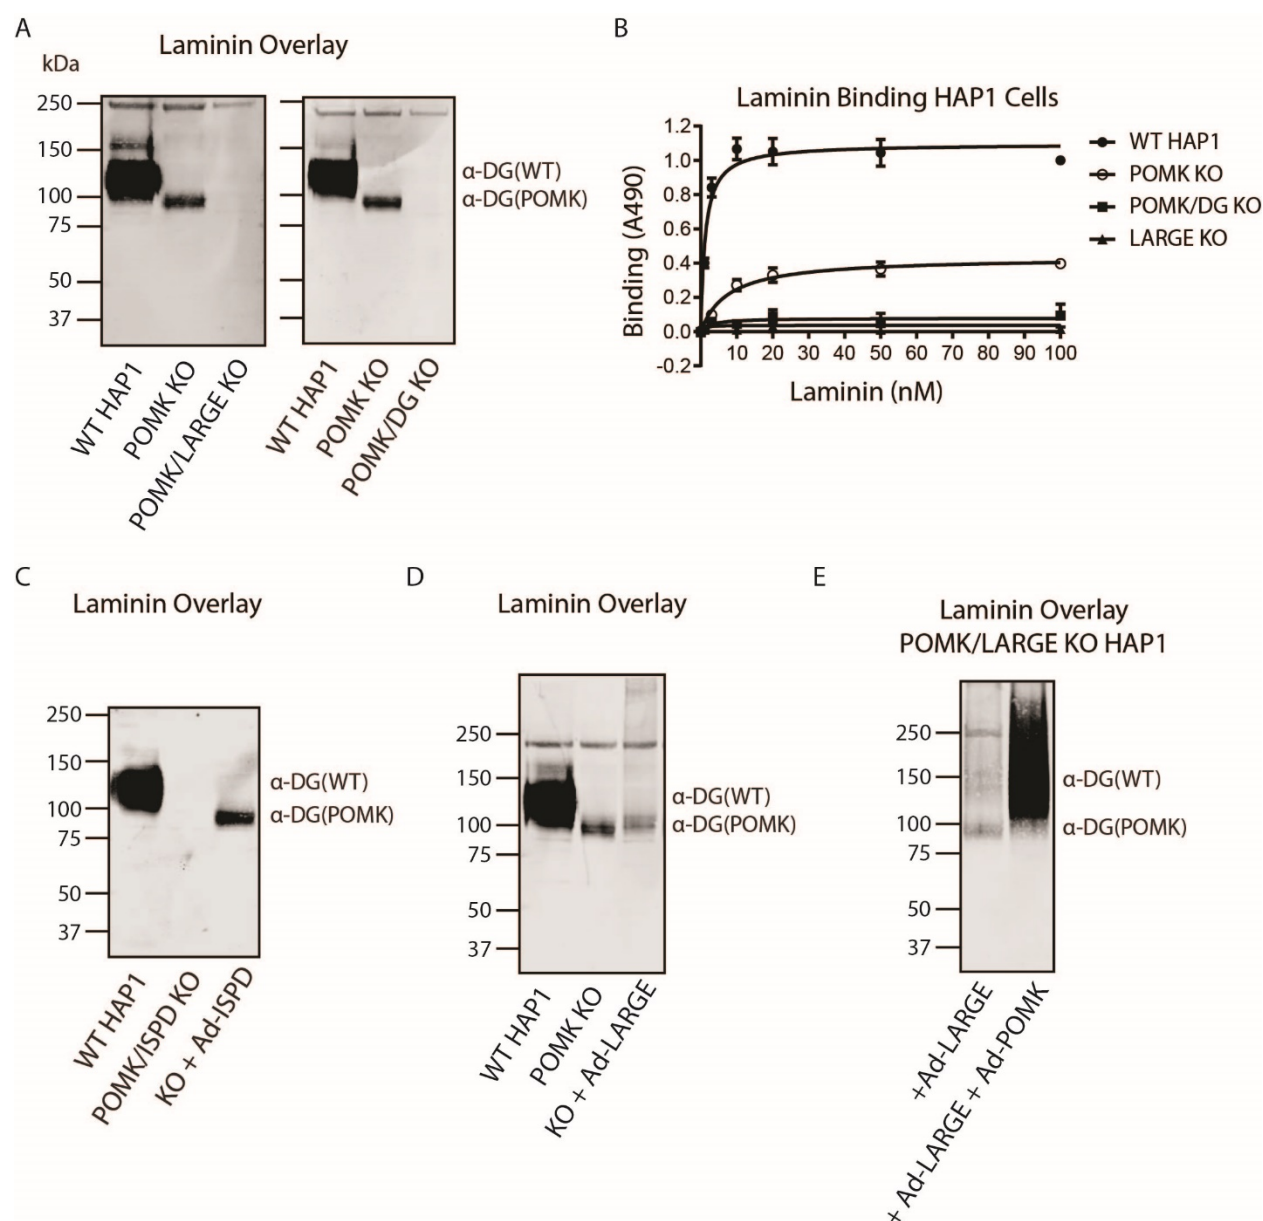 A
Laminin Overlay
kDa
250
150
100
75
50
37
α-DG(WT)
α-DG(POMK)
WT HAP1
POMK KO
POMK/LARGE KO
WT HAP1
POMK KO
POMK/DG KO
B
Laminin Binding HAP1 Cells
Binding (A490)
1.2
1.0
0.8
0.6
0.4
0.2
0.0
-0.2
10 20 30 40 50 60 70 80 90 100
Laminin (nM)
WT HAP1
POMK KO
POMK/DG KO
LARGE KO
C
Laminin Overlay
250
150
100
75
50
37
α-DG(WT)
α-DG(POMK)
WT HAP1
POMK/ISPD KO
KO + Ad-ISPD
D
Laminin Overlay
250
150
100
75
50
37
α-DG(WT)
α-DG(POMK)
WT HAP1
POMK KO
KO + Ad-LARGE
E
Laminin Overlay
POMK/LARGE KO HAP1
250
150
100
75
50
37
α-DG(WT)
α-DG(POMK)
+Ad-LARGE
+ Ad-LARGE + Ad-POMK